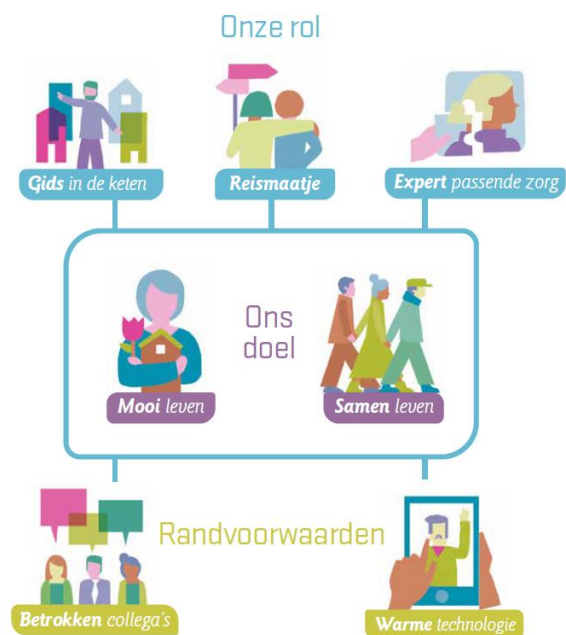 Onze rol
Gids in de keten
Reismaatje
Expert passende zorg
Ons
doel
Mooi leven
Samen leven
Randvoorwaarden
Betrokken collega's
Warme technologie